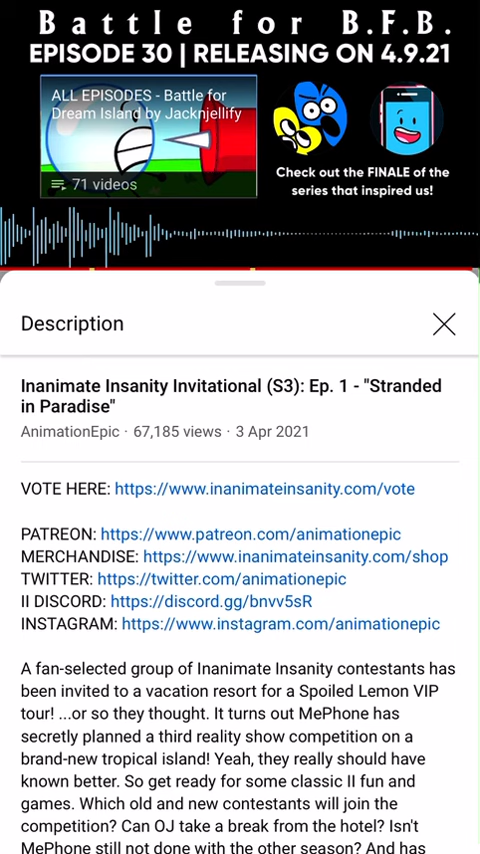 Battle for B.F.B.
EPISODE 30 | RELEASING ON 4.9.21
ALL EPISODES - Battle for
Dream Island by Jacknjellify
71 videos
Check out the FINALE of the
series that inspired us!
Description
Inanimate Insanity Invitational (S3): Ep. 1 - "Stranded
in Paradise"
AnimationEpic · 67,185 views · 3 Apr 2021
VOTE HERE: https://www.inanimateinsanity.com/vote
PATREON: https://www.patreon.com/animationepic
MERCHANDISE: https://www.inanimateinsanity.com/shop
TWITTER: https://twitter.com/animationepic
II DISCORD: https://discord.gg/bnvv5sR
INSTAGRAM: https://www.instagram.com/animationepic
A fan-selected group of Inanimate Insanity contestants has
been invited to a vacation resort for a Spoiled Lemon VIP
tour! ...or so they thought. It turns out MePhone has
secretly planned a third reality show competition on a
brand-new tropical island! Yeah, they really should have
known better. So get ready for some classic II fun and
games. Which old and new contestants will join the
competition? Can OJ take a break from the hotel? Isn't
MePhone still not done with the other season? And has